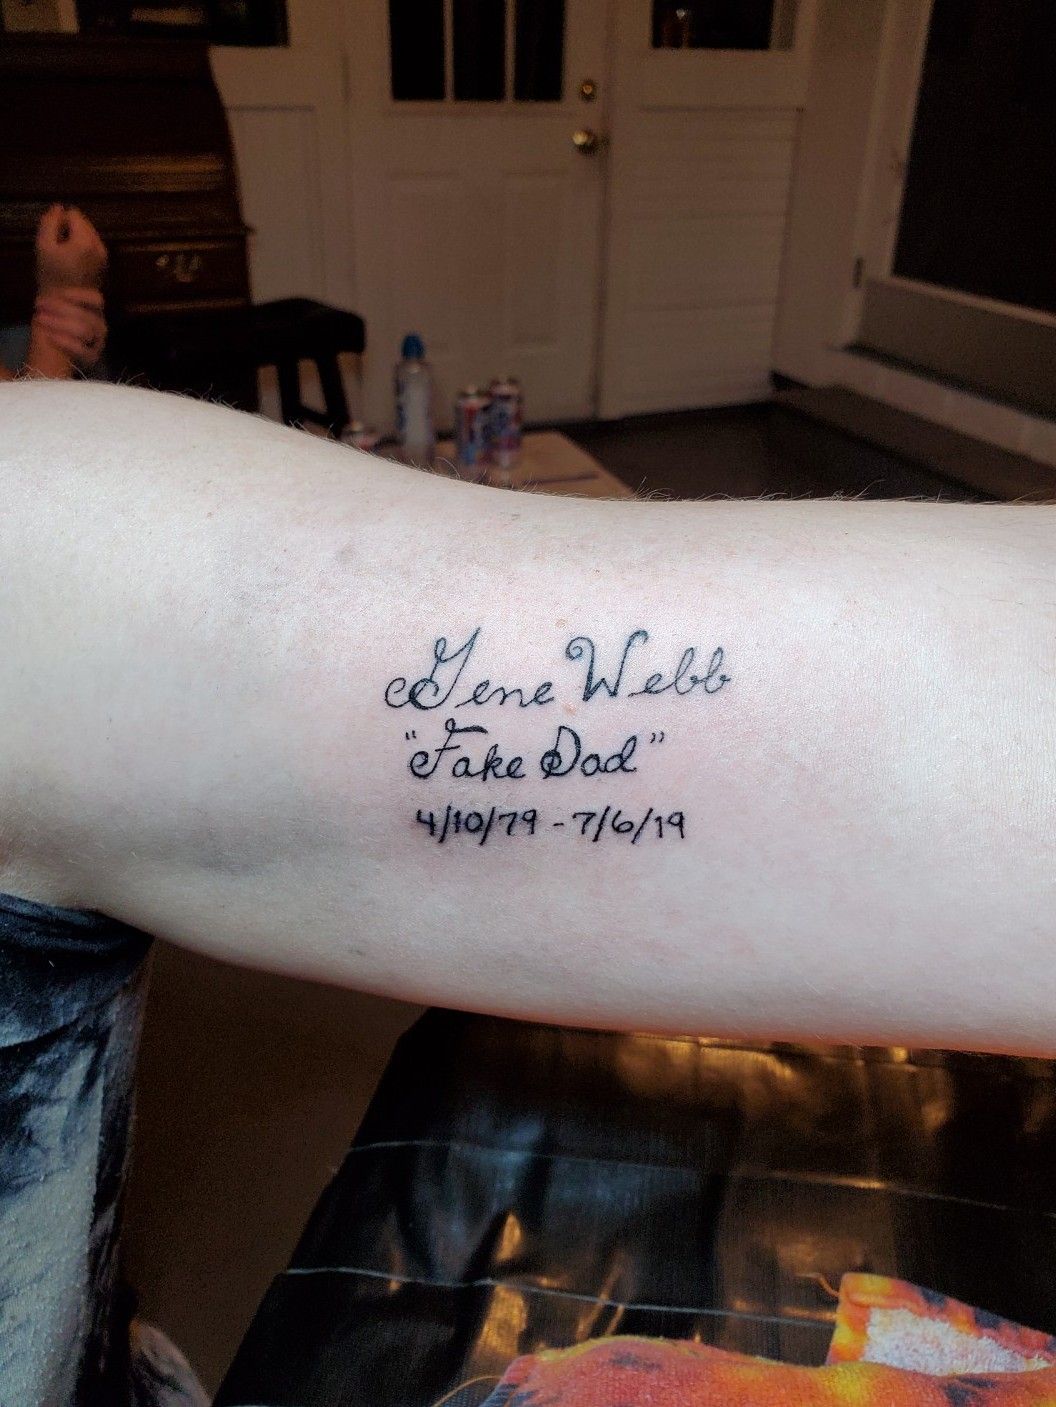 Gene Webb
"Fake Dad"
4/10/79 - 7/6/19